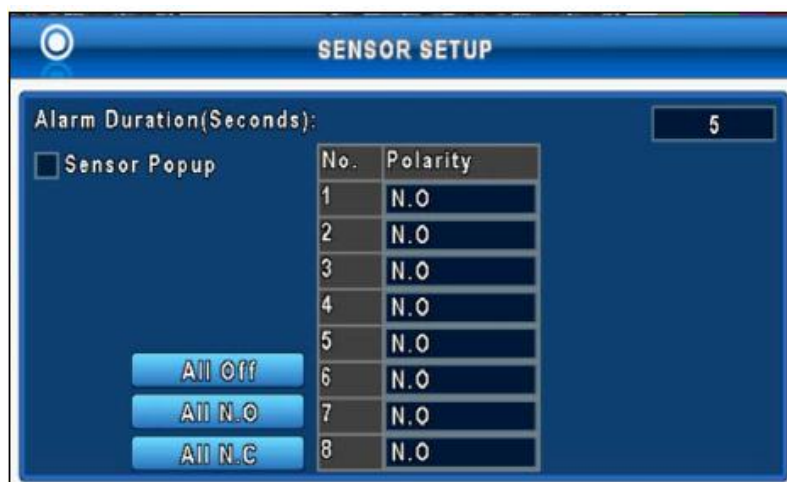 SENSOR SETUP
Alarm Duration(Seconds): 5
Sensor Popup
No. Polarity
1 N.O
2 N.O
3 N.O
4 N.O
5 N.O
All Off 6 N.O
All N.O 7 N.O
All N.C 8 N.O